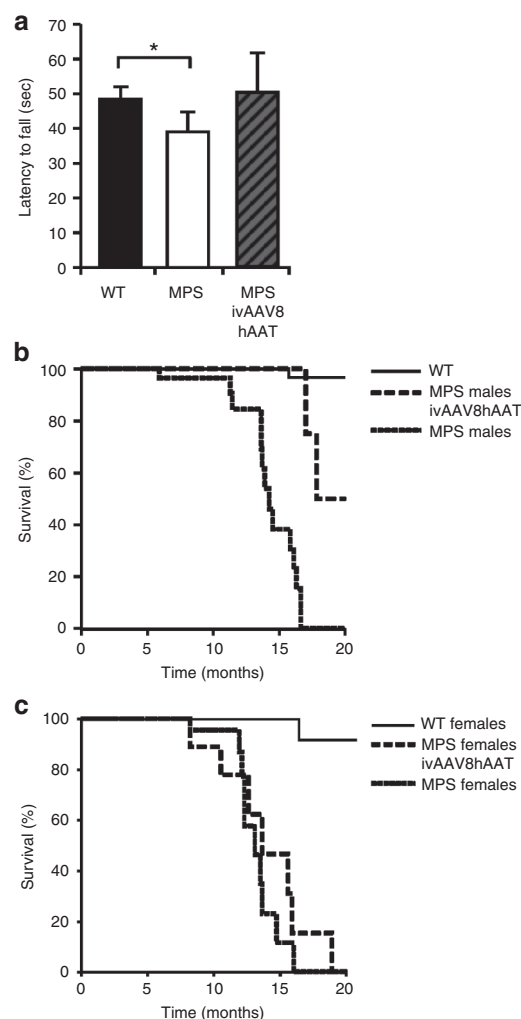 a
70
60
50
40
30
20
10
0
Latency to fall (sec)
*
WT
MPS
MPS
ivAAV8
hAAT
b
100
80
60
40
20
0
Survival (%)
0 5 10 15 20
Time (months)
WT
MPS males
ivAAV8hAAT
MPS males
c
100
80
60
40
20
0
Survival (%)
0 5 10 15 20
Time (months)
WT females
MPS females
ivAAV8hAAT
MPS females